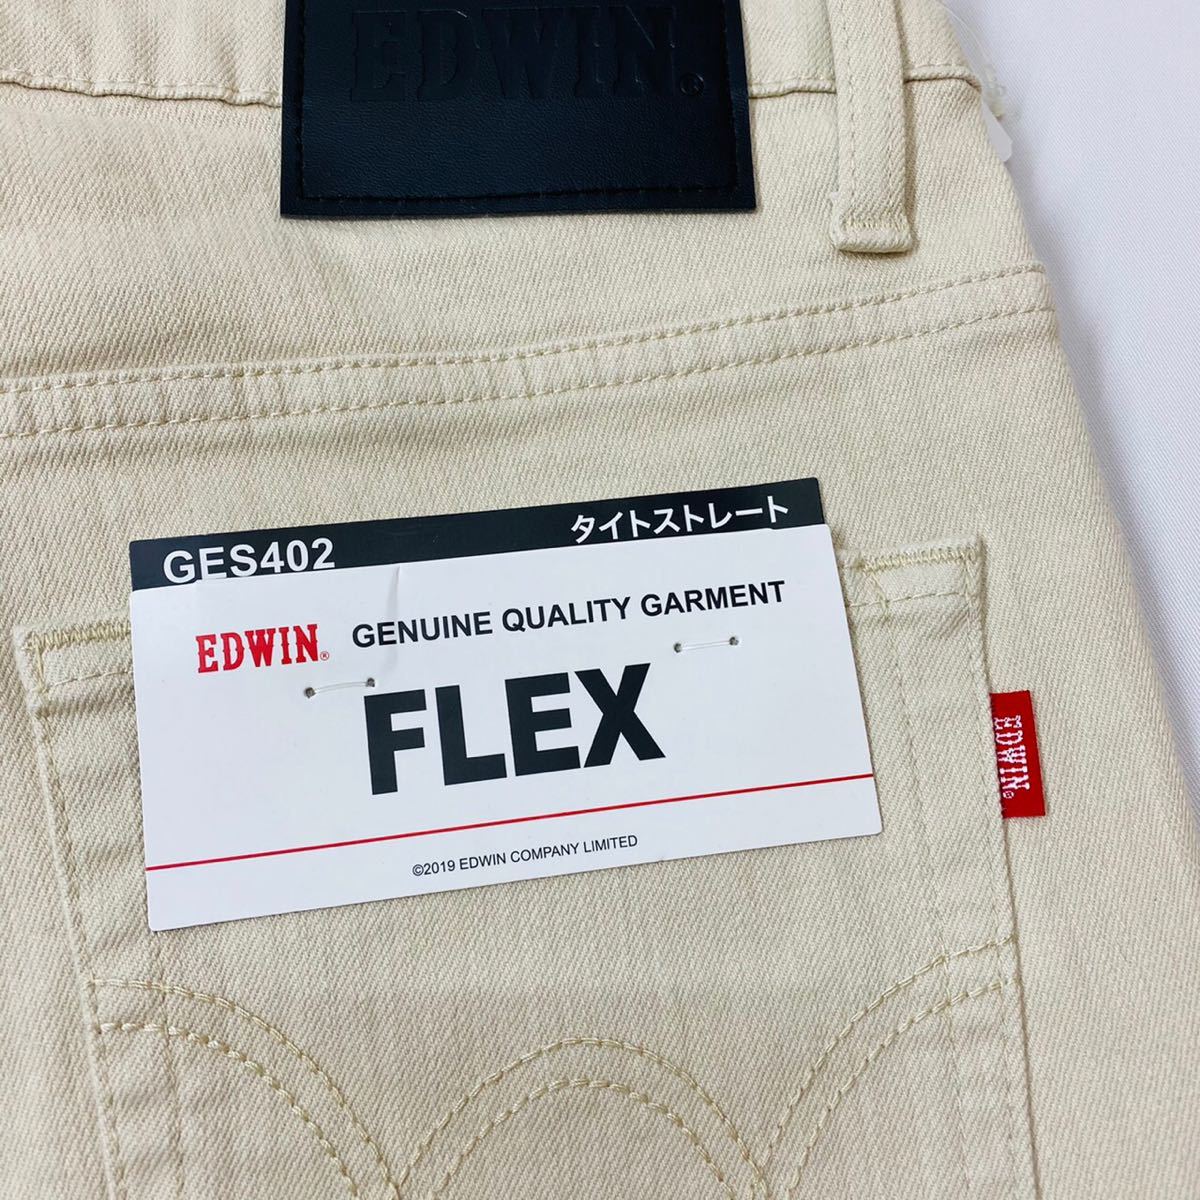 EDWIN®
GES402 タイトストレート
EDWIN® GENUINE QUALITY GARMENT
FLEX
©2019 EDWIN COMPANY LIMITED
EDWIN®